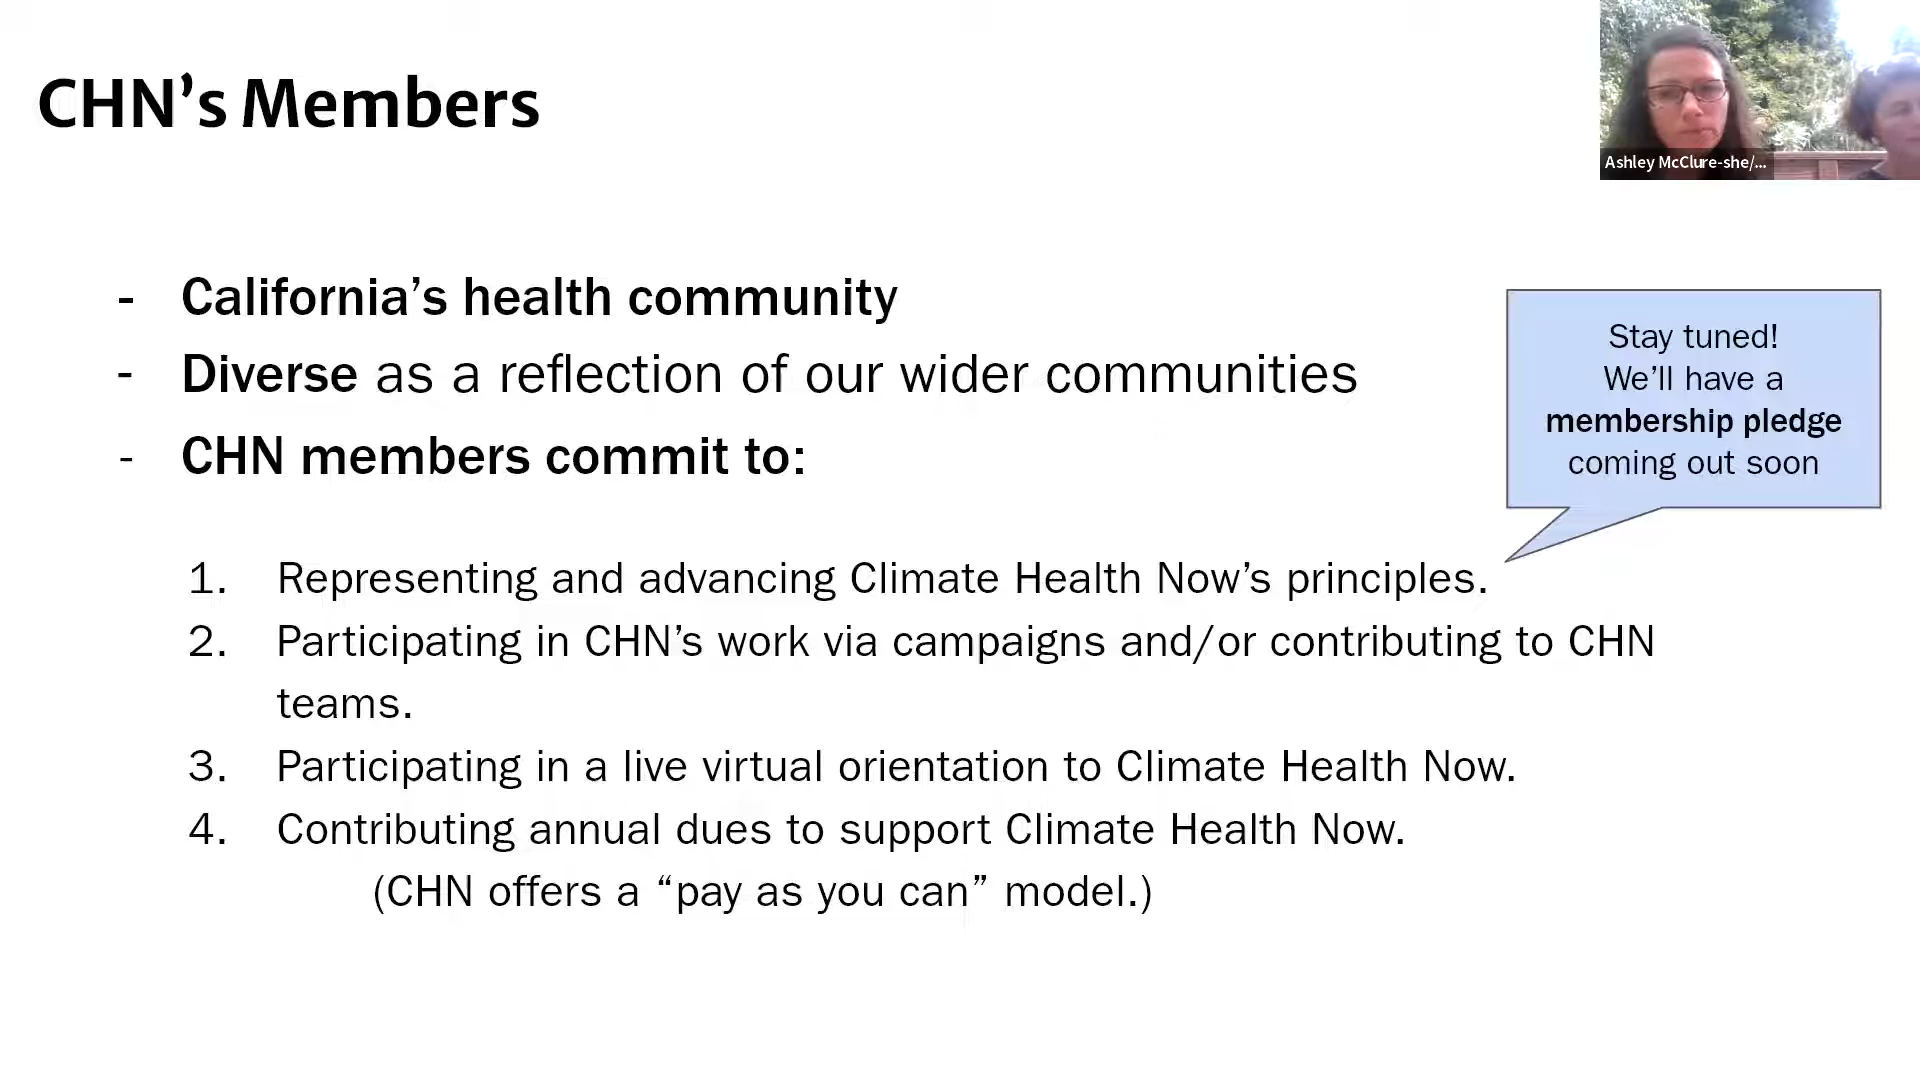 CHN’s Members
Ashley McClure-she/...
- California’s health community
- Diverse as a reflection of our wider communities
- CHN members commit to:
Stay tuned!
We’ll have a
membership pledge
coming out soon
1. Representing and advancing Climate Health Now’s principles.
2. Participating in CHN’s work via campaigns and/or contributing to CHN
teams.
3. Participating in a live virtual orientation to Climate Health Now.
4. Contributing annual dues to support Climate Health Now.
(CHN offers a “pay as you can” model.)